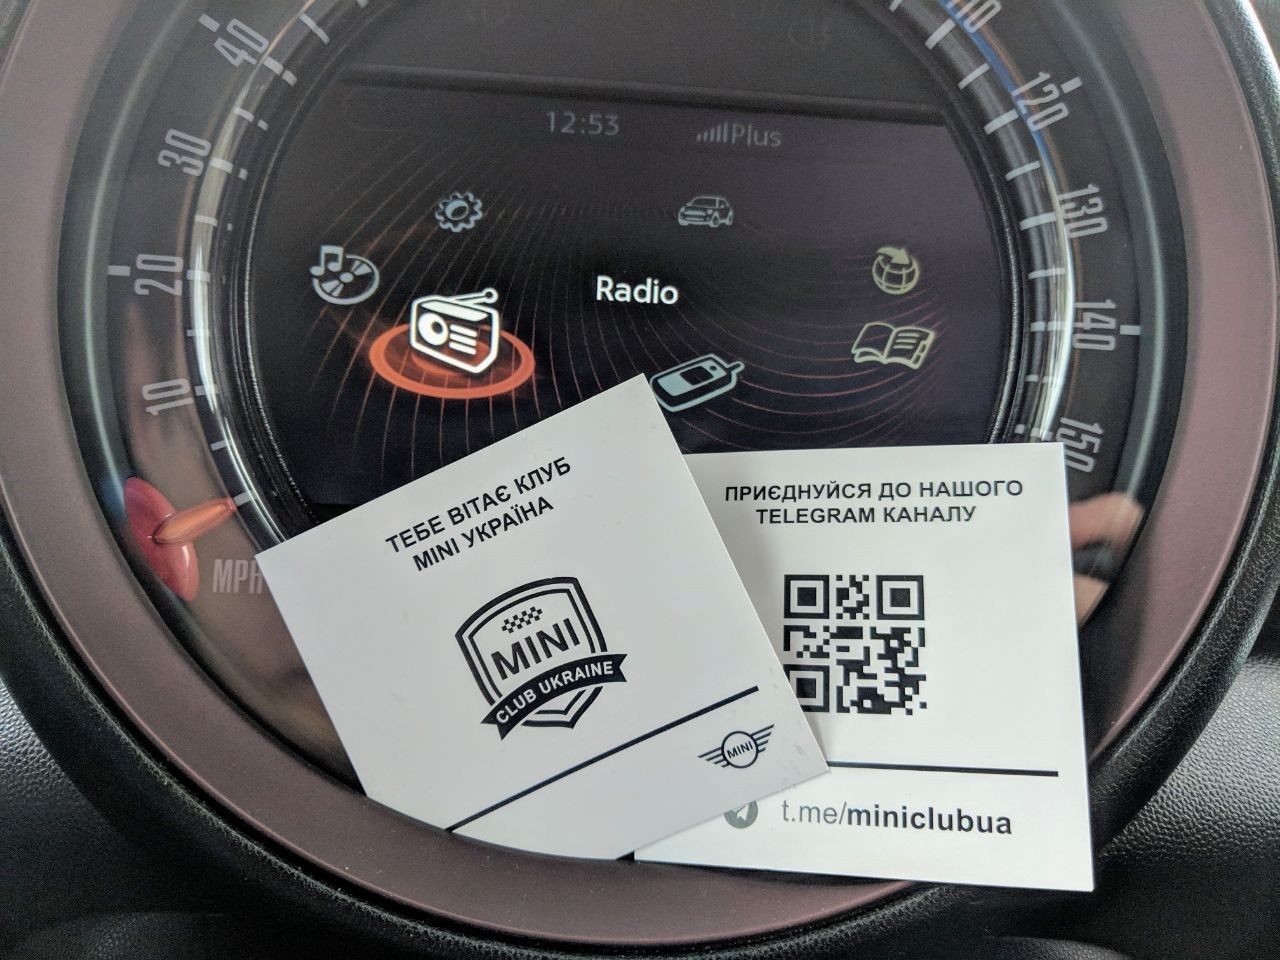 40
30
20
10
MPH
110
120
130
140
150
12:53
Plus
Radio
ТЕБЕ ВІТАЄ КЛУБ
MINI УКРАЇНА
MINI
CLUB UKRAINE
MINI
ПРИЄДНУЙСЯ ДО НАШОГО
TELEGRAM КАНАЛУ
t.me/miniclubua